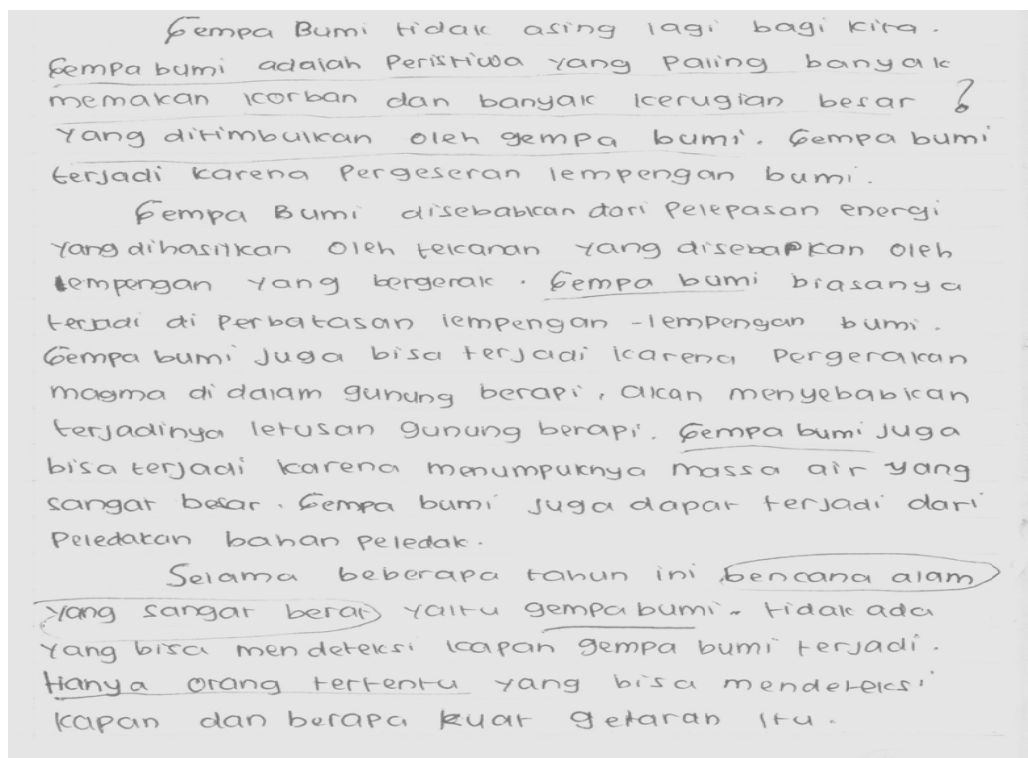 Gempa Bumi tidak asing lagi bagi kita.
Gempa bumi adalah Peristiwa yang Paling banyak
memakan korban dan banyak kerugian besar ?
yang ditimbulkan oleh gempa bumi. Gempa bumi
terjadi karena Pergeseran lempengan bumi.
Gempa Bumi disebabkan dari Pelepasan energi
yang dihasilkan oleh tekanan yang disebapkan oleh
lempengan yang bergerak. Gempa bumi biasanya
terjadi di Perbatasan lempengan-lempengan bumi.
Gempa bumi Juga bisa terjadi karena Pergerakan
magma di dalam gunung berapi, akan menyebabkan
terjadinya letusan gunung berapi. Gempa bumi Juga
bisa terjadi karena menumpuknya massa air yang
sangat besar. Gempa bumi Juga dapat terjadi dari
Peledakan bahan Peledak.
Selama beberapa tahun ini bencana alam
yang sangat berat yaitu gempa bumi. tidak ada
yang bisa mendeteksi kapan gempa bumi terjadi.
Hanya orang tertentu yang bisa mendeteksi
kapan dan berapa kuat getaran itu.